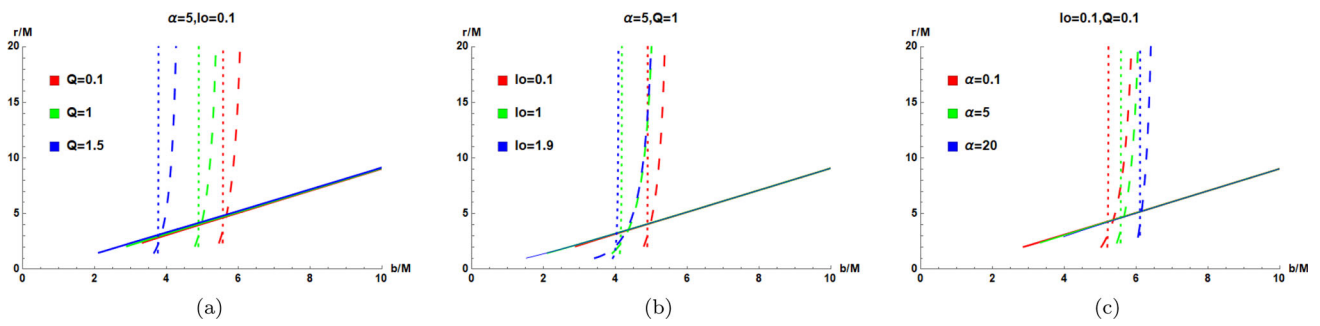 α=5,lo=0.1
r/M
20
15
10
5
0
0 2 4 6 8 10
b/M
Q=0.1
Q=1
Q=1.5
(a)
α=5,Q=1
r/M
20
15
10
5
0
0 2 4 6 8 10
b/M
lo=0.1
lo=1
lo=1.9
(b)
lo=0.1,Q=0.1
r/M
20
15
10
5
0
0 2 4 6 8 10
b/M
α=0.1
α=5
α=20
(c)